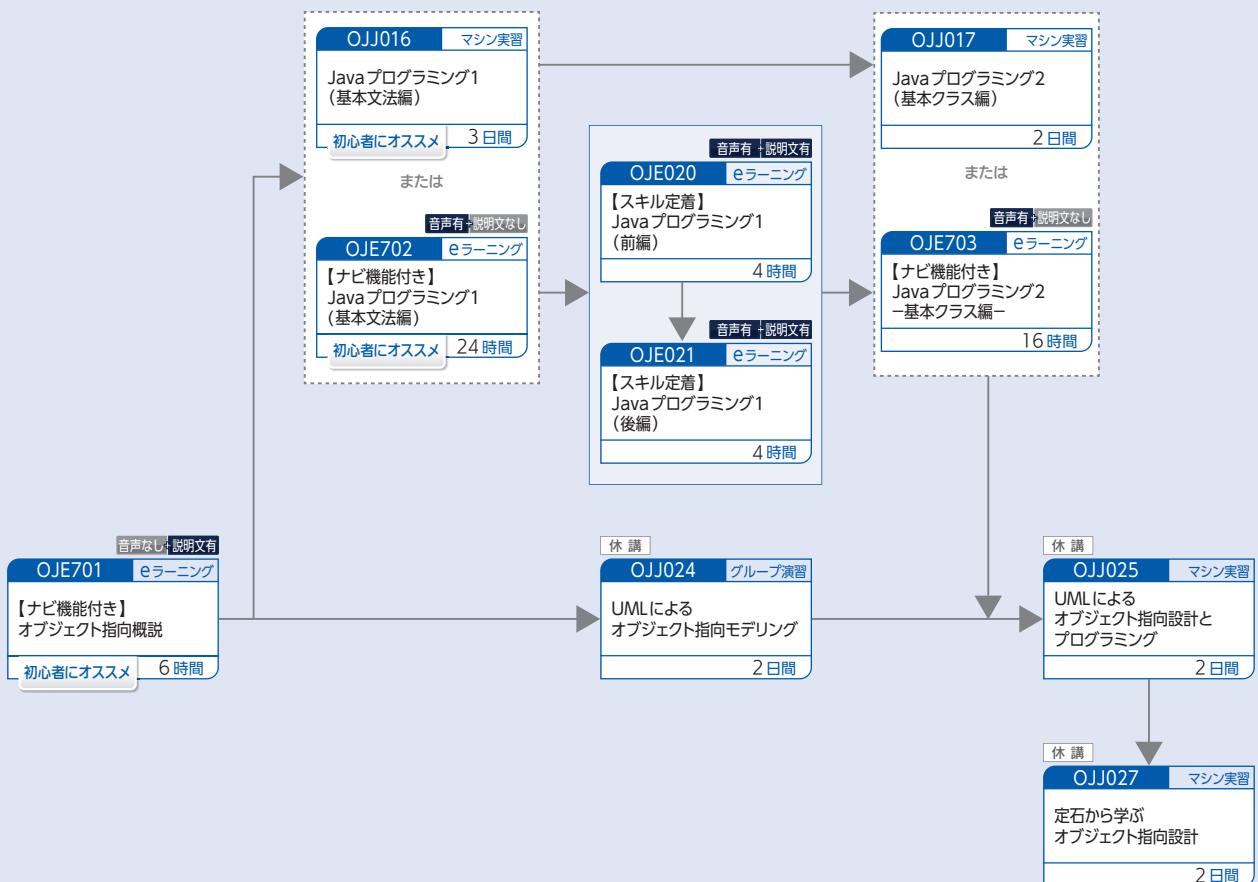 OJJ016 マシン実習
Javaプログラミング1
（基本文法編）
初心者にオススメ 3日間
または
音声有+説明文なし
OJE702 eラーニング
【ナビ機能付き】
Javaプログラミング1
（基本文法編）
初心者にオススメ 24時間
音声有+説明文有
OJE020 eラーニング
【スキル定着】
Javaプログラミング1
（前編）
4時間
音声有+説明文有
OJE021 eラーニング
【スキル定着】
Javaプログラミング1
（後編）
4時間
OJJ017 マシン実習
Javaプログラミング2
（基本クラス編）
2日間
または
音声有+説明文なし
OJE703 eラーニング
【ナビ機能付き】
Javaプログラミング2
－基本クラス編－
16時間
音声なし+説明文有
OJE701 eラーニング
【ナビ機能付き】
オブジェクト指向概説
初心者にオススメ 6時間
休講
OJJ024 グループ演習
UMLによる
オブジェクト指向モデリング
2日間
休講
OJJ025 マシン実習
UMLによる
オブジェクト指向設計と
プログラミング
2日間
休講
OJJ027 マシン実習
定石から学ぶ
オブジェクト指向設計
2日間